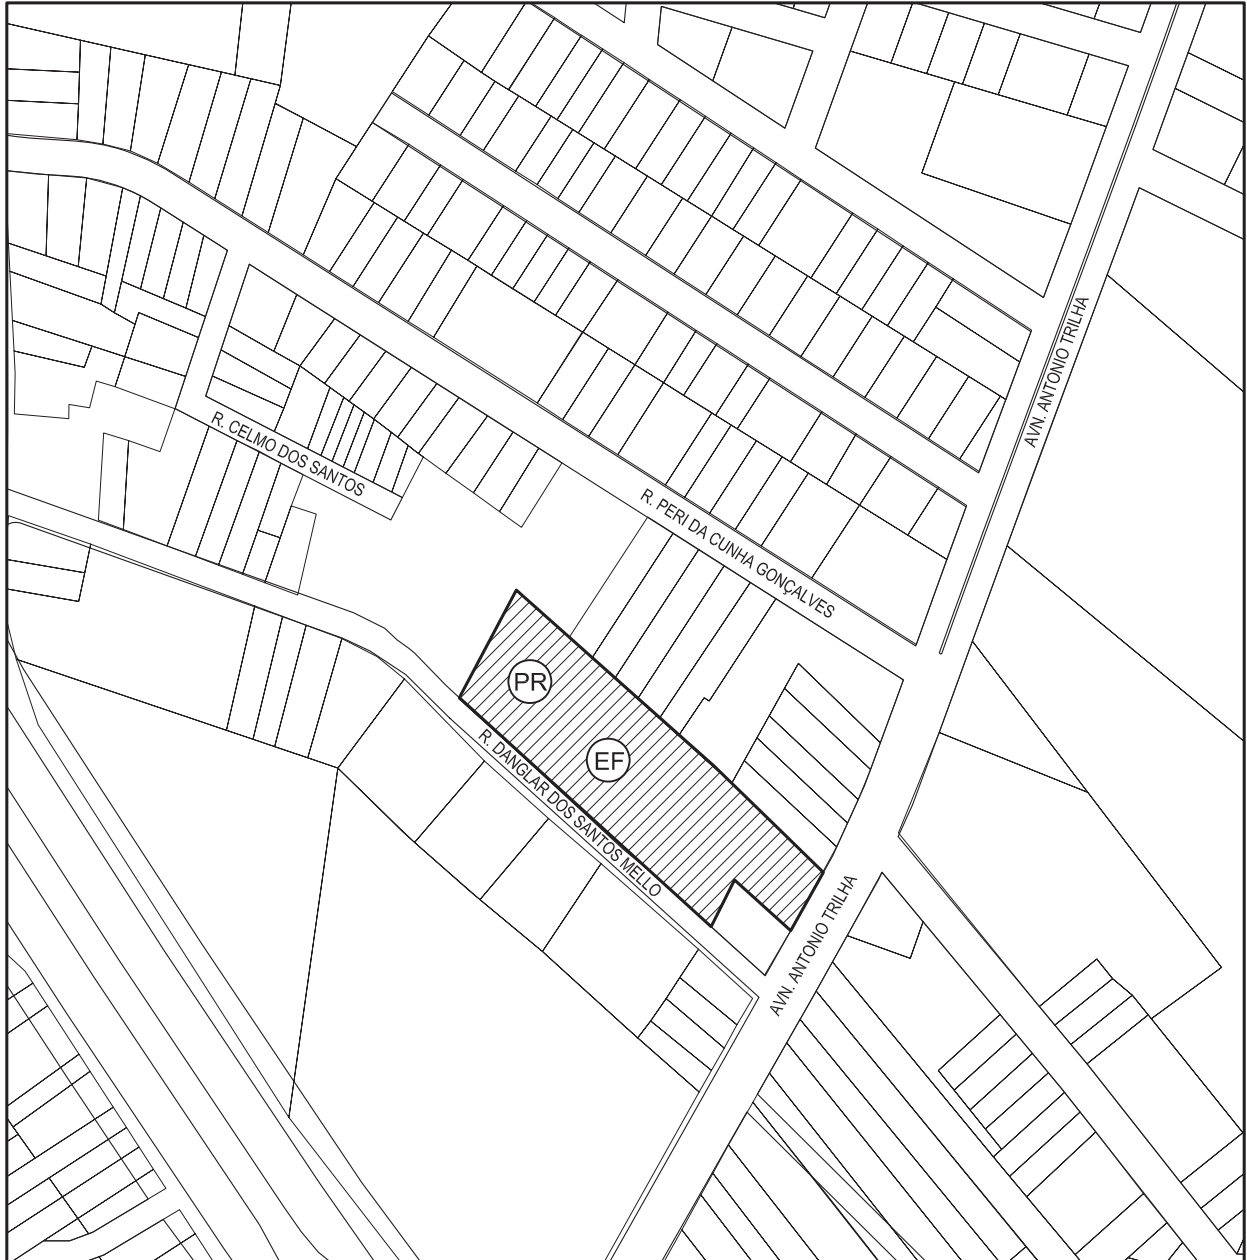 AVN. ANTONIO TRILHA
R. CELMO DOS SANTOS
R. PERI DA CUNHA GONÇALVES
PR
EF
R. DANGLAR DOS SANTOS MELLO
AVN. ANTONIO TRILHA